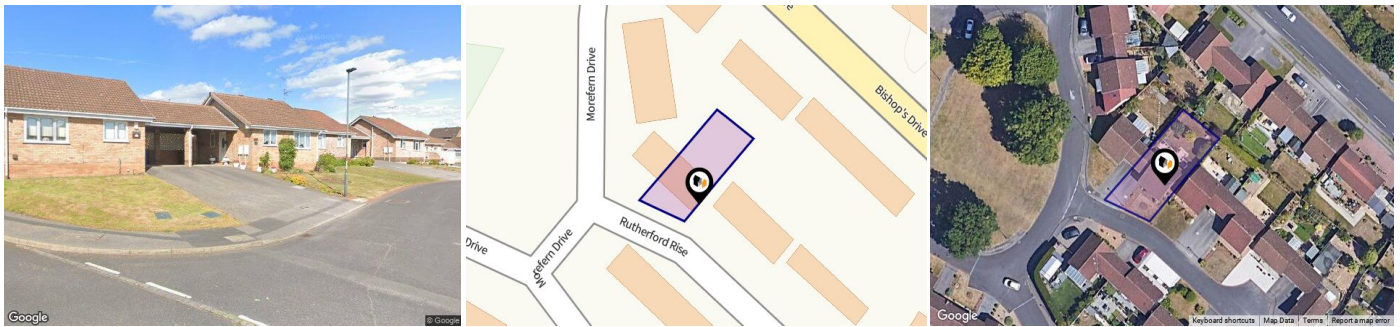 Google
© Google
Morefern Drive
Bishop's Drive
Rutherford Rise
Morefern Drive
Drive
Google
Keyboard shortcuts
Map Data
Terms
Report a map error